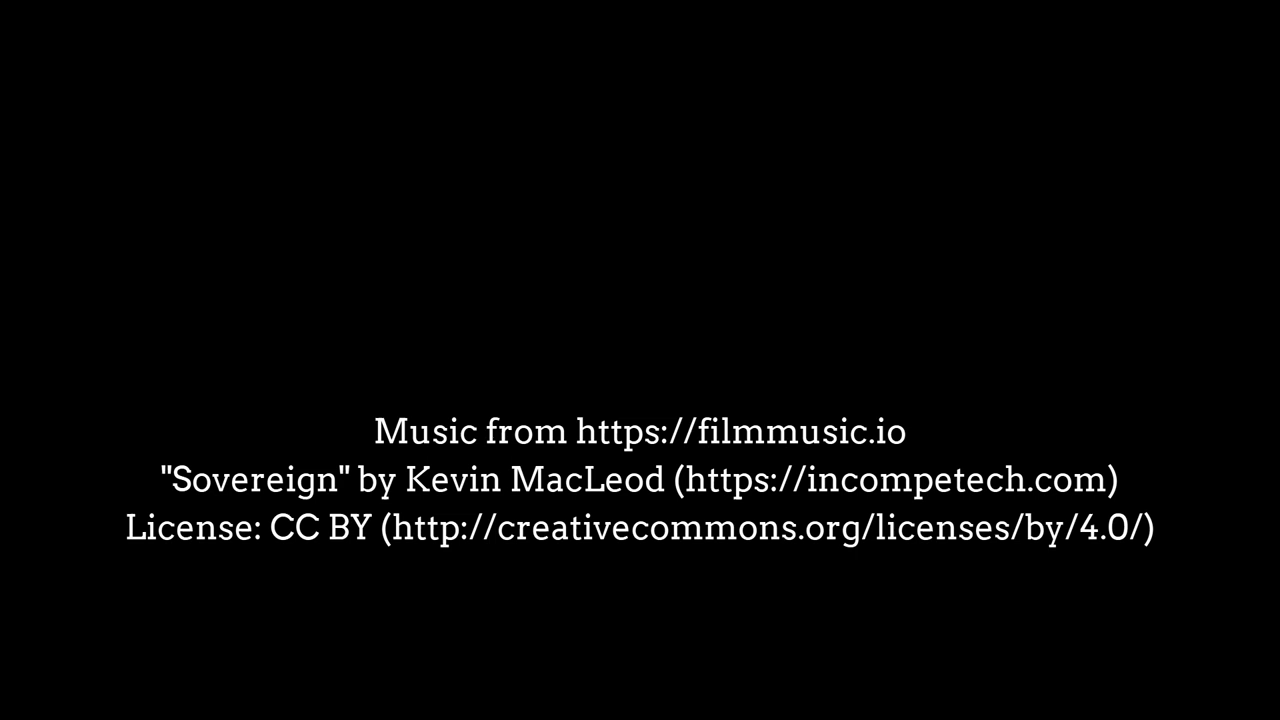 Music from https://filmmusic.io
"Sovereign" by Kevin MacLeod (https://incompetech.com)
License: CC BY (http://creativecommons.org/licenses/by/4.0/)